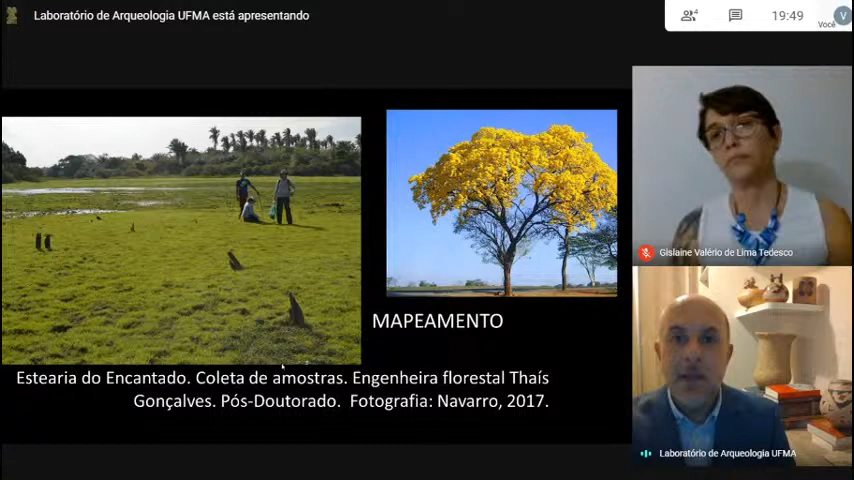 Laboratório de Arqueologia UFMA está apresentando
4
19:49
Você
V
MAPEAMENTO
Estearia do Encantado. Coleta de amostras. Engenheira florestal Thaís
Gonçalves. Pós-Doutorado. Fotografia: Navarro, 2017.
Gislaine Valério de Lima Tedesco
Laboratório de Arqueologia UFMA